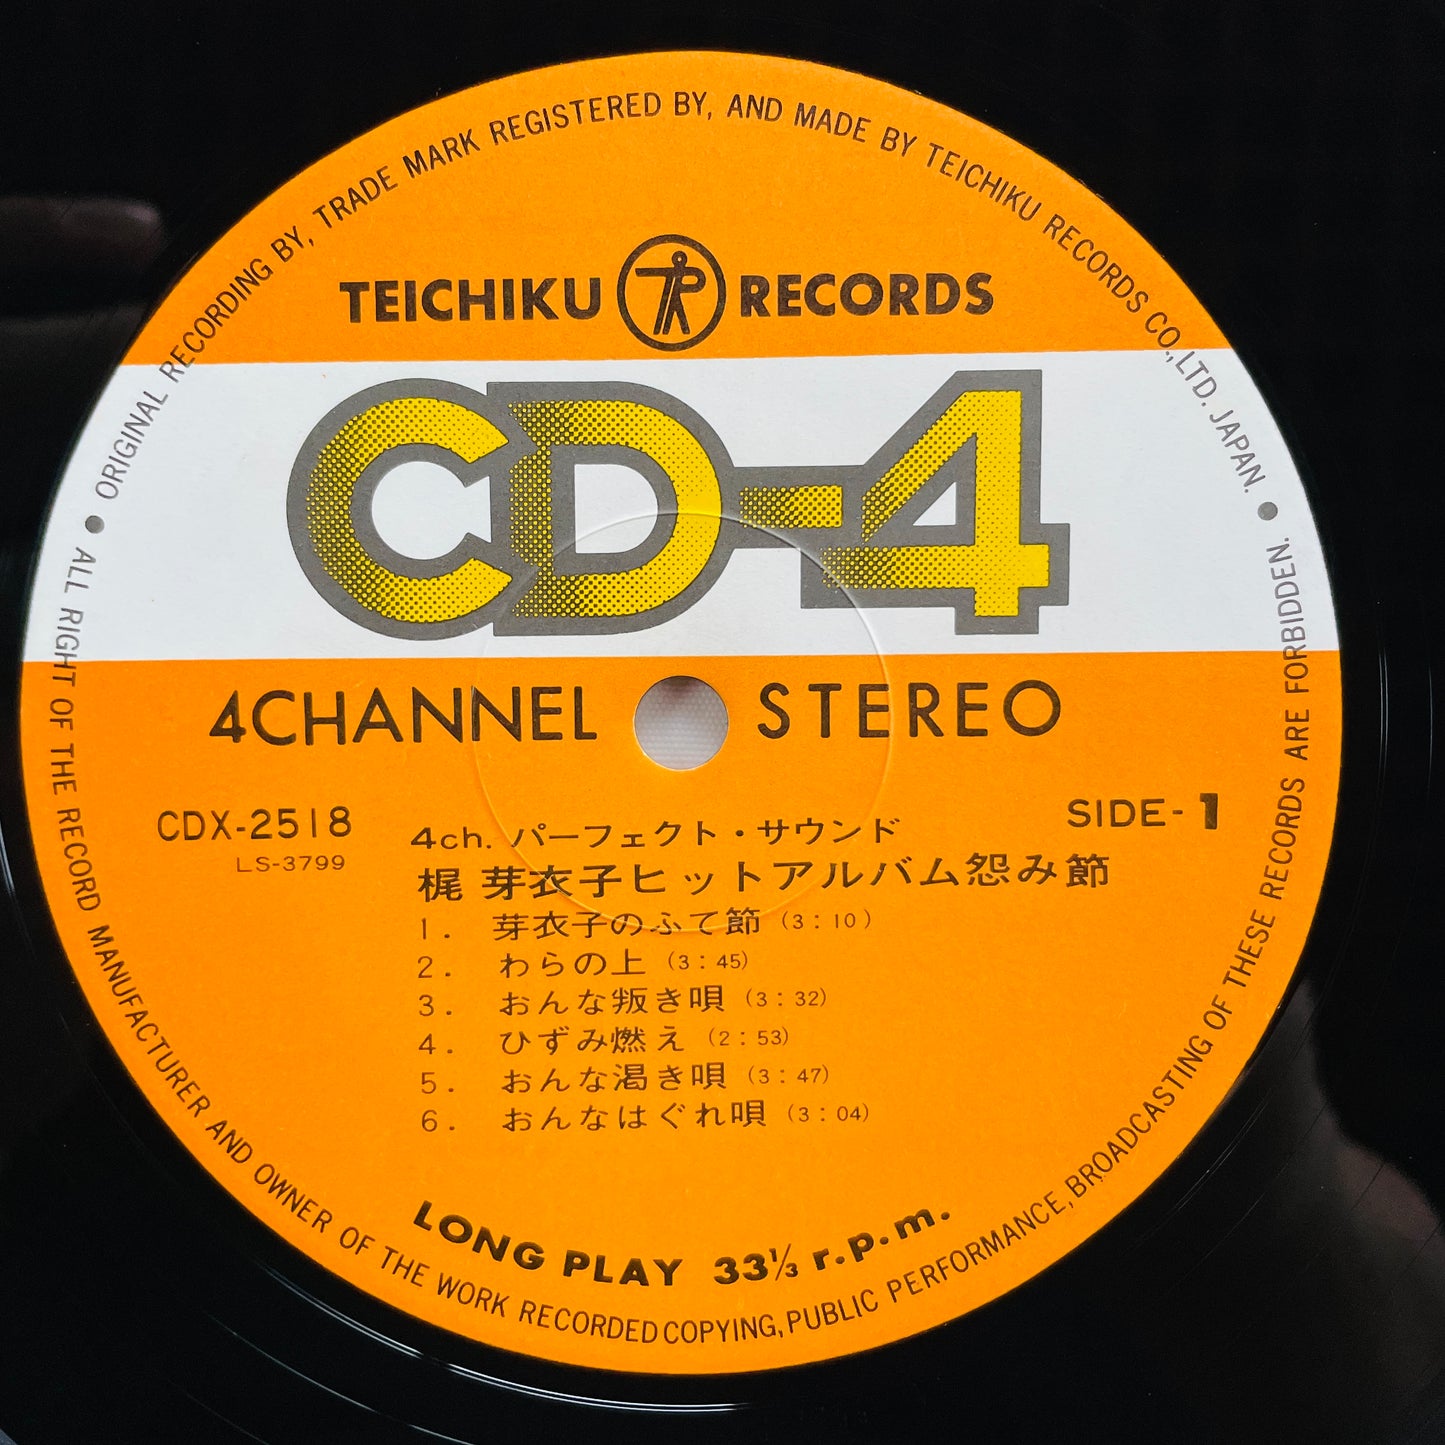 • ORIGINAL RECORDING BY, TRADE MARK REGISTERED BY, AND MADE BY TEICHIKU RECORDS CO., LTD. JAPAN. •
TEICHIKU RECORDS
CD-4
4CHANNEL STEREO
CDX-2518
LS-3799
SIDE-1
4ch. パーフェクト・サウンド
梶 芽衣子ヒットアルバム怨み節
1. 芽衣子のふて節 (3:10)
2. わらの上 (3:45)
3. おんな叛き唄 (3:32)
4. ひずみ燃え (2:53)
5. おんな渇き唄 (3:47)
6. おんなはぐれ唄 (3:04)
LONG PLAY 33⅓ r.p.m.
ALL RIGHT OF THE RECORD MANUFACTURER AND OWNER OF THE WORK RECORDED COPYING, PUBLIC PERFORMANCE, BROADCASTING OF THESE RECORDS ARE FORBIDDEN.